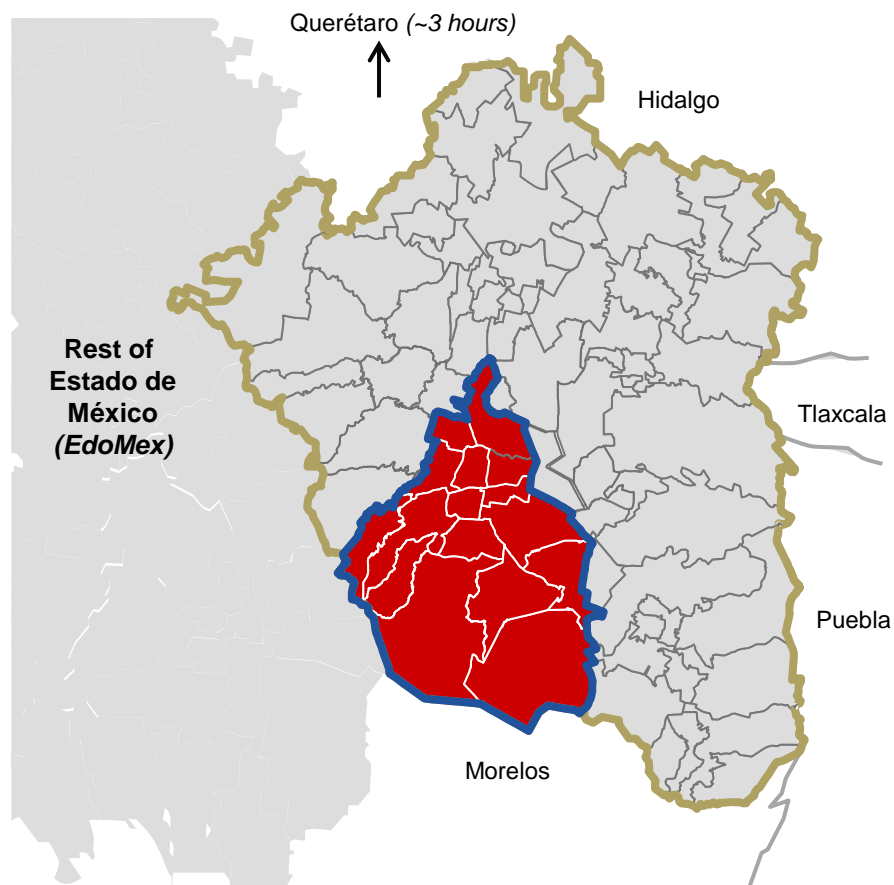 Querétaro (~3 hours)
Hidalgo
Rest of
Estado de
México
(EdoMex)
Tlaxcala
Puebla
Morelos